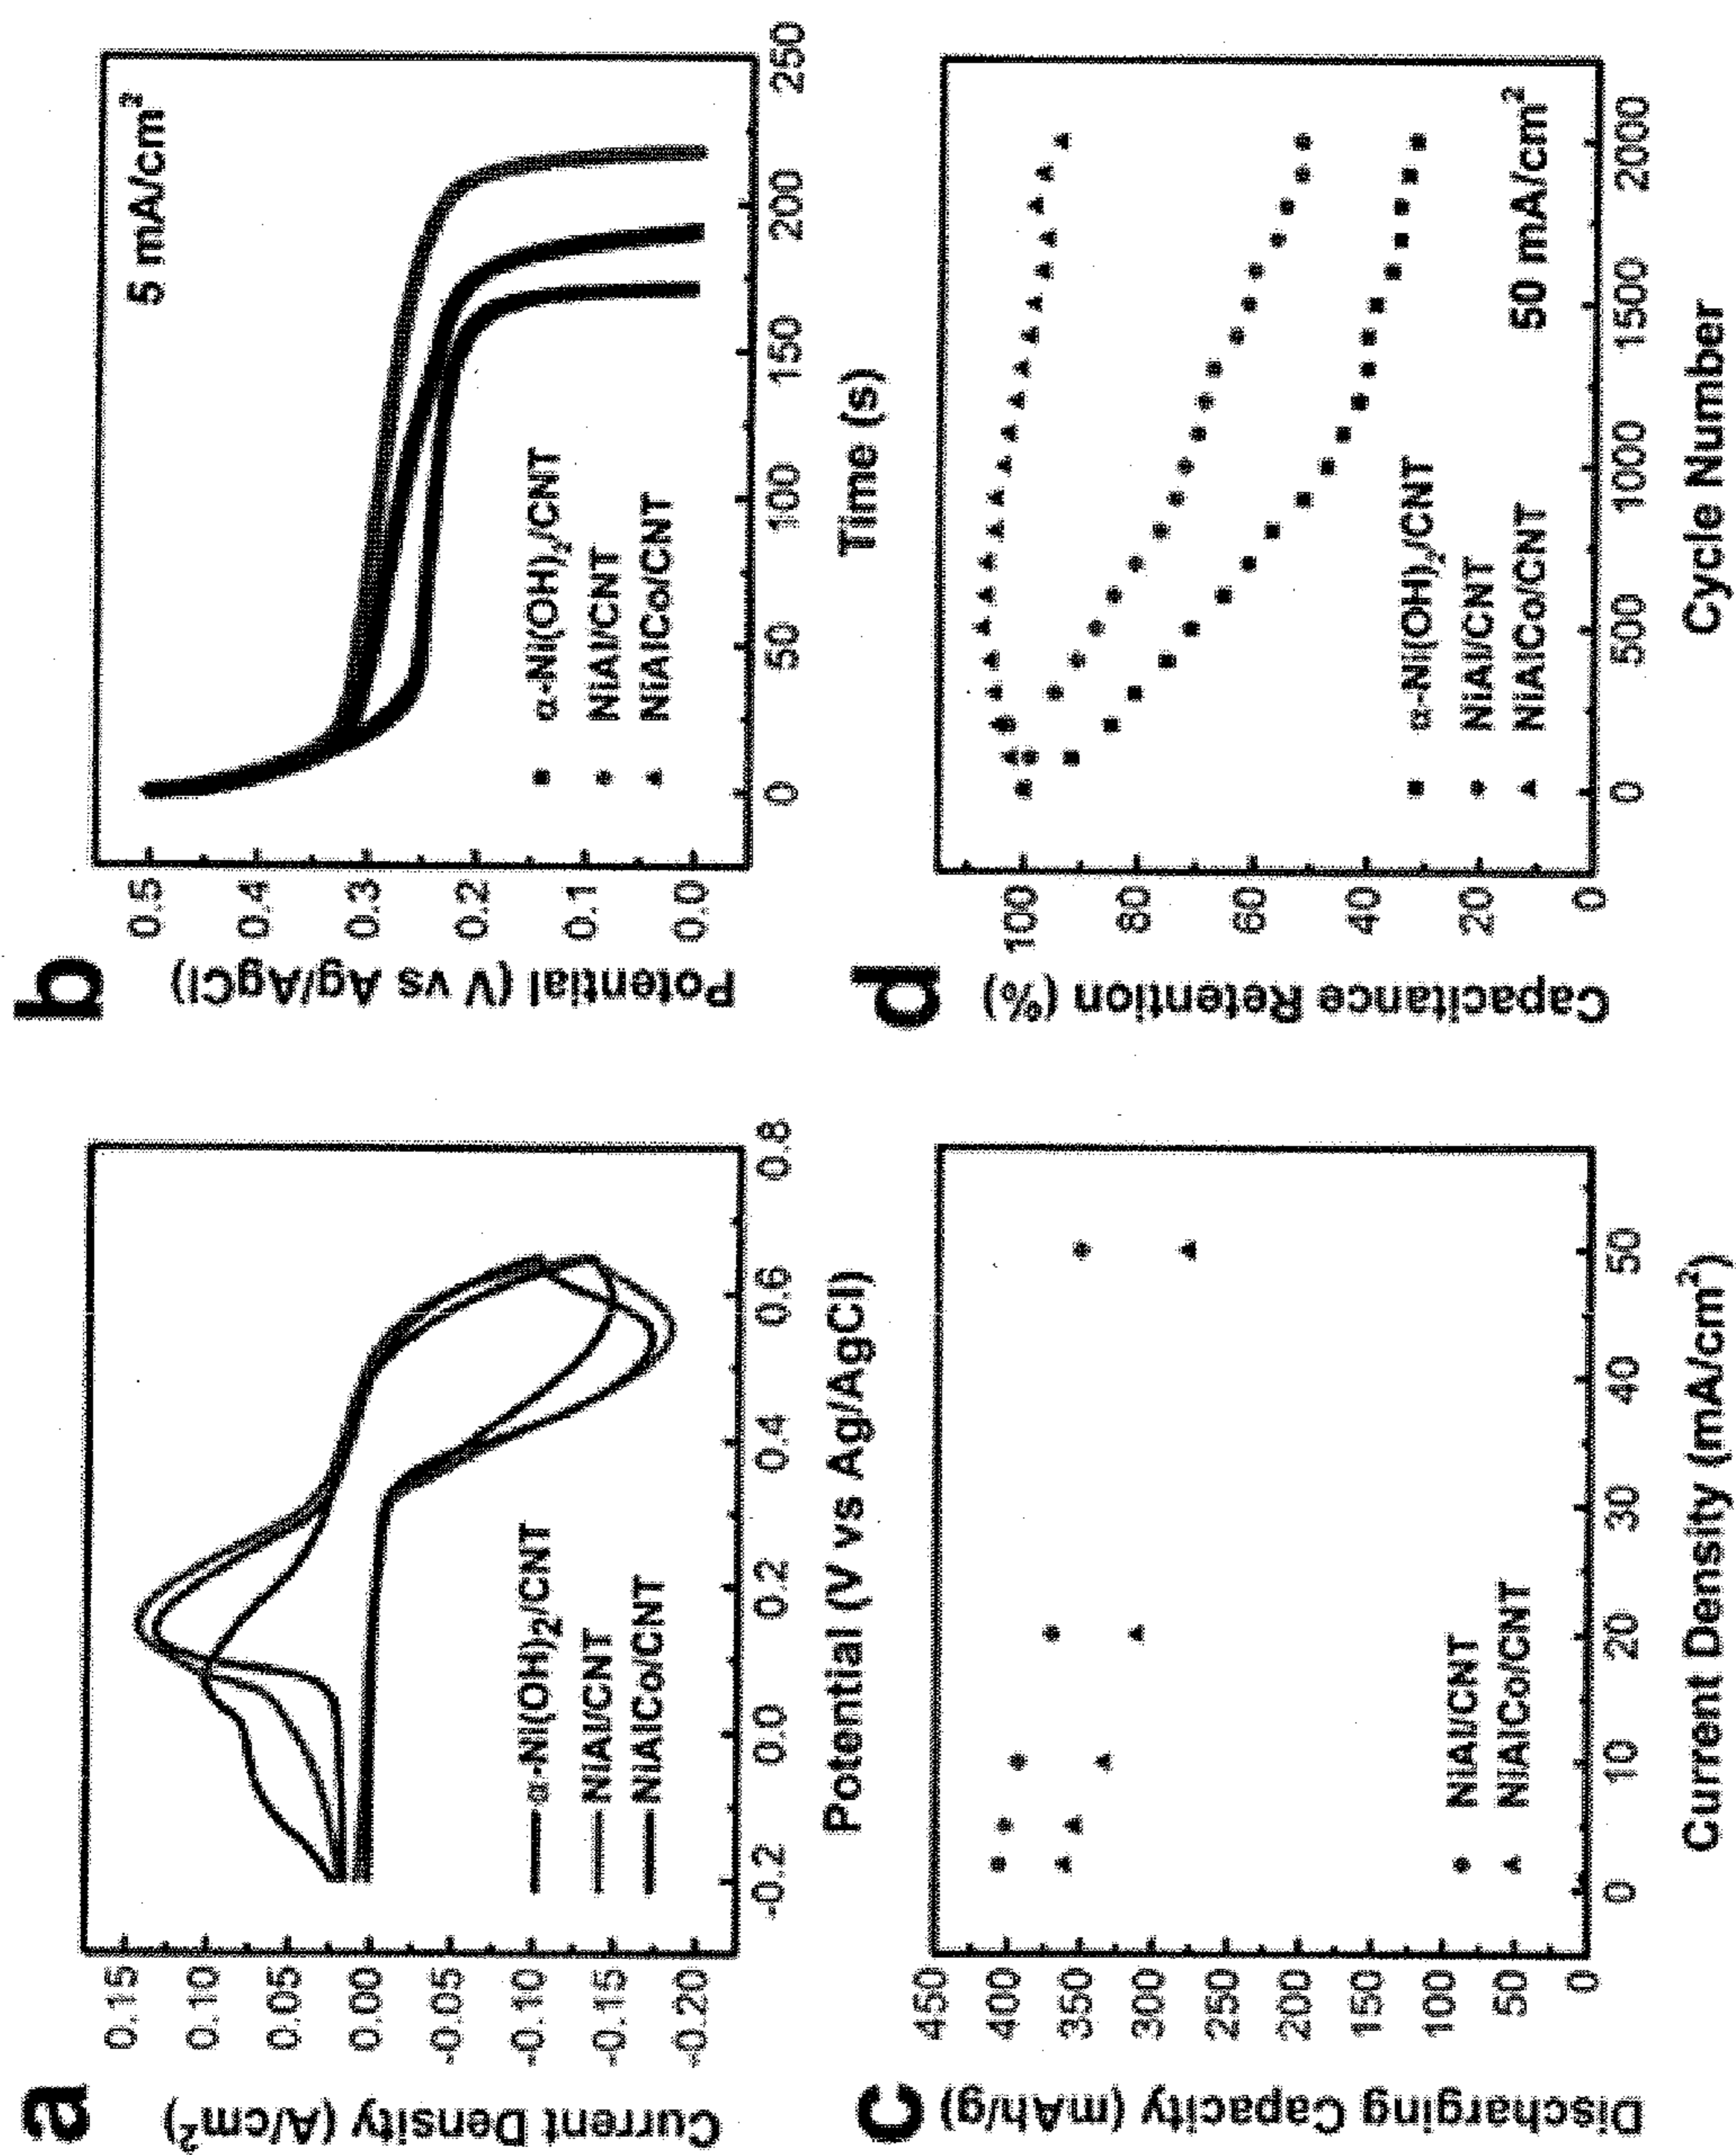 a
Current Density (A/cm²)
0.15
0.10
0.05
0.00
-0.05
-0.10
-0.15
-0.20
α-Ni(OH)₂/CNT
NiAl/CNT
NiAlCo/CNT
-0.2
0.0
0.2
0.4
0.6
0.8
Potential (V vs Ag/AgCl)
b
Potential (V vs Ag/AgCl)
0.5
0.4
0.3
0.2
0.1
0.0
5 mA/cm²
α-Ni(OH)₂/CNT
NiAl/CNT
NiAlCo/CNT
0
50
100
150
200
250
Time (s)
c
Discharging Capacity (mAh/g)
450
400
350
300
250
200
150
100
50
0
NiAl/CNT
NiAlCo/CNT
0
10
20
30
40
50
Current Density (mA/cm²)
d
Capacitance Retention (%)
100
80
60
40
20
0
α-Ni(OH)₂/CNT
NiAl/CNT
NiAlCo/CNT
50 mA/cm²
0
500
1000
1500
2000
Cycle Number